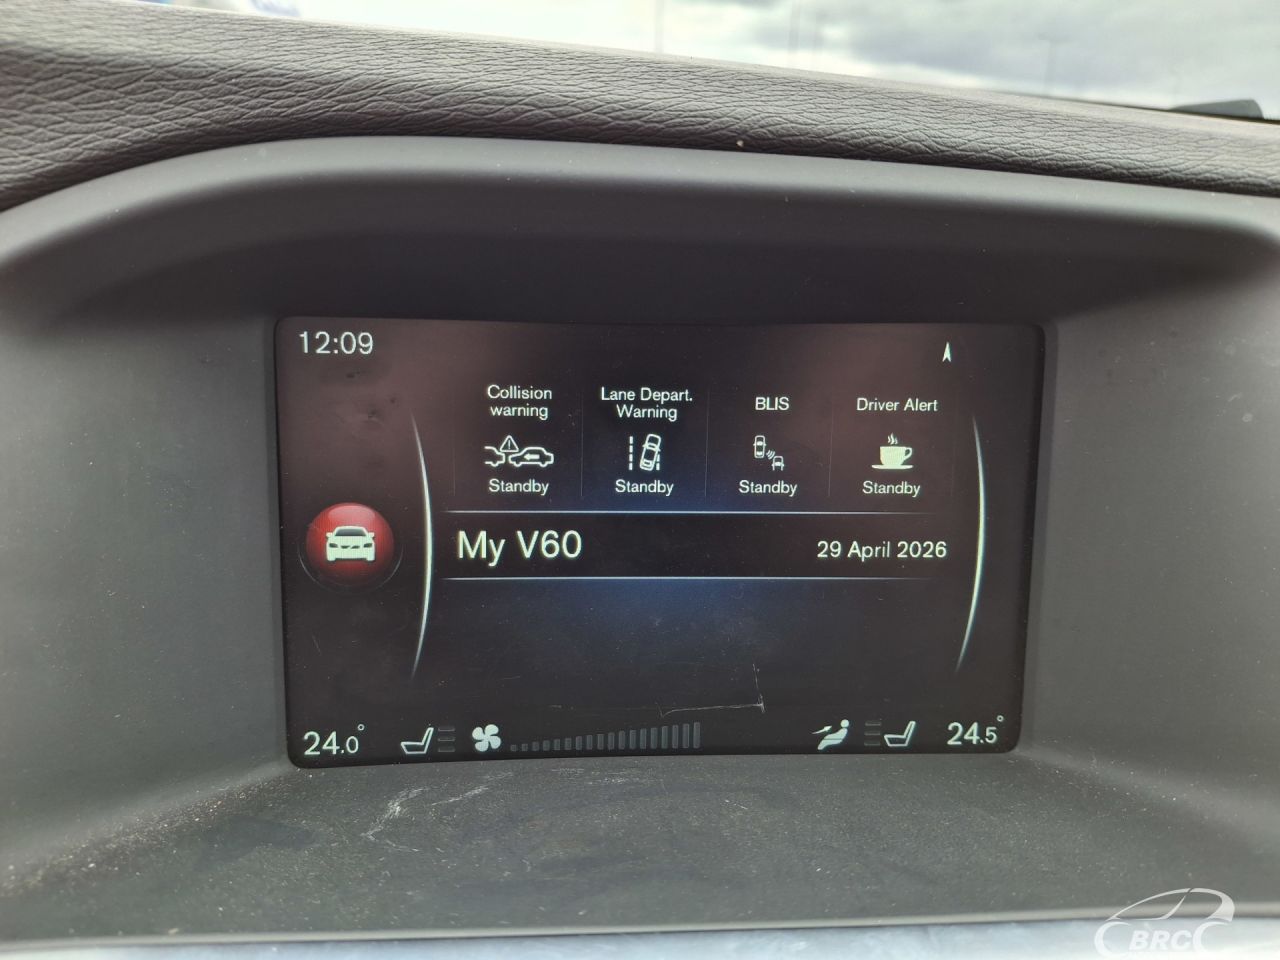 12:09
Collision
warning
Lane Depart.
Warning
BLIS
Driver Alert
Standby
Standby
Standby
Standby
My V60
29 April 2026
24.0°
24.5°
BRC